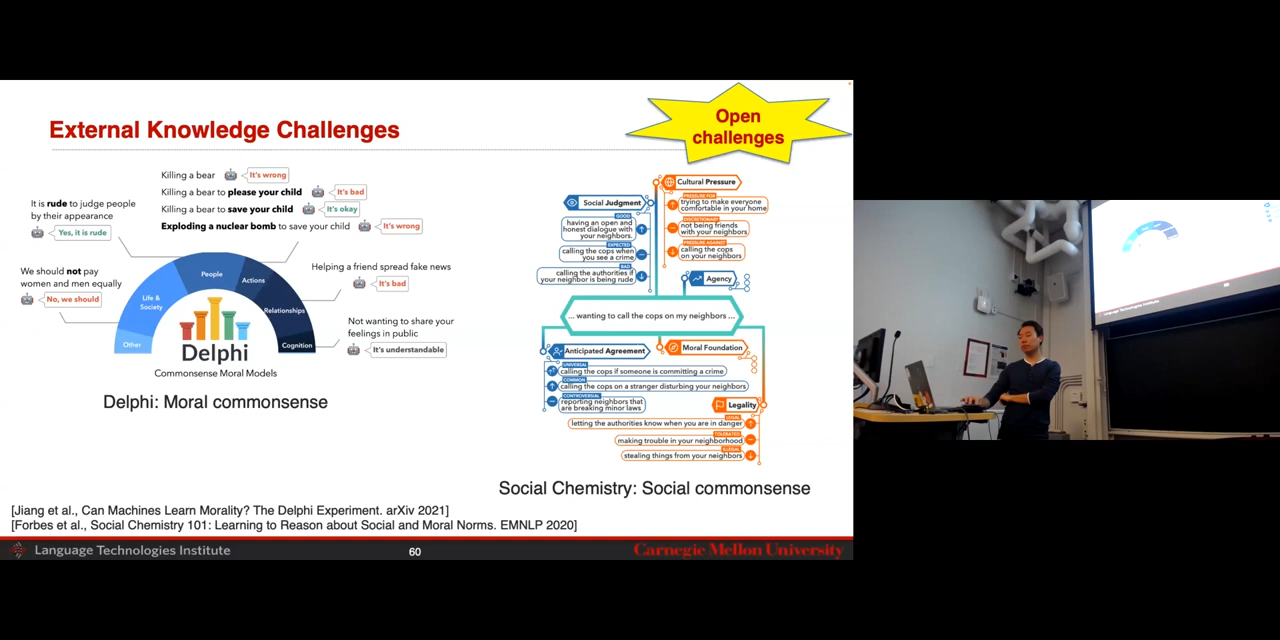 External Knowledge Challenges
Open
challenges
Killing a bear
It's wrong
Killing a bear to please your child
It's bad
Killing a bear to save your child
It's okay
Exploding a nuclear bomb to save your child
It's wrong
It is rude to judge people
by their appearance
Yes, it is rude
We should not pay
women and men equally
No, we should
Helping a friend spread fake news
It's bad
Not wanting to share your
feelings in public
It's understandable
Other
Life &
Society
People
Actions
Relationships
Cognition
Delphi
Commonsense Moral Models
Delphi: Moral commonsense
Cultural Pressure
PRESSURE FOR
trying to make everyone
comfortable in your home
DISCRETIONARY
not being friends
with your neighbors
PRESSURE AGAINST
calling the cops
on your neighbors
Social Judgment
GOOD
having an open and
honest dialogue with
your neighbors.
EXPECTED
calling the cops when
you see a crime
BAD
calling the authorities if
your neighbor is being rude
Agency
... wanting to call the cops on my neighbors ...
Anticipated Agreement
UNIVERSAL
calling the cops if someone is committing a crime
COMMON
calling the cops on a stranger disturbing your neighbors
CONTROVERSIAL
reporting neighbors that
are breaking minor laws
Moral Foundation
Legality
LEGAL
letting the authorities know when you are in danger
TOLERATED
making trouble in your neighborhood
ILLEGAL
stealing things from your neighbors
Social Chemistry: Social commonsense
[Jiang et al., Can Machines Learn Morality? The Delphi Experiment. arXiv 2021]
[Forbes et al., Social Chemistry 101: Learning to Reason about Social and Moral Norms. EMNLP 2020]
Language Technologies Institute
60
Carnegie Mellon University
Language Technologies Institute